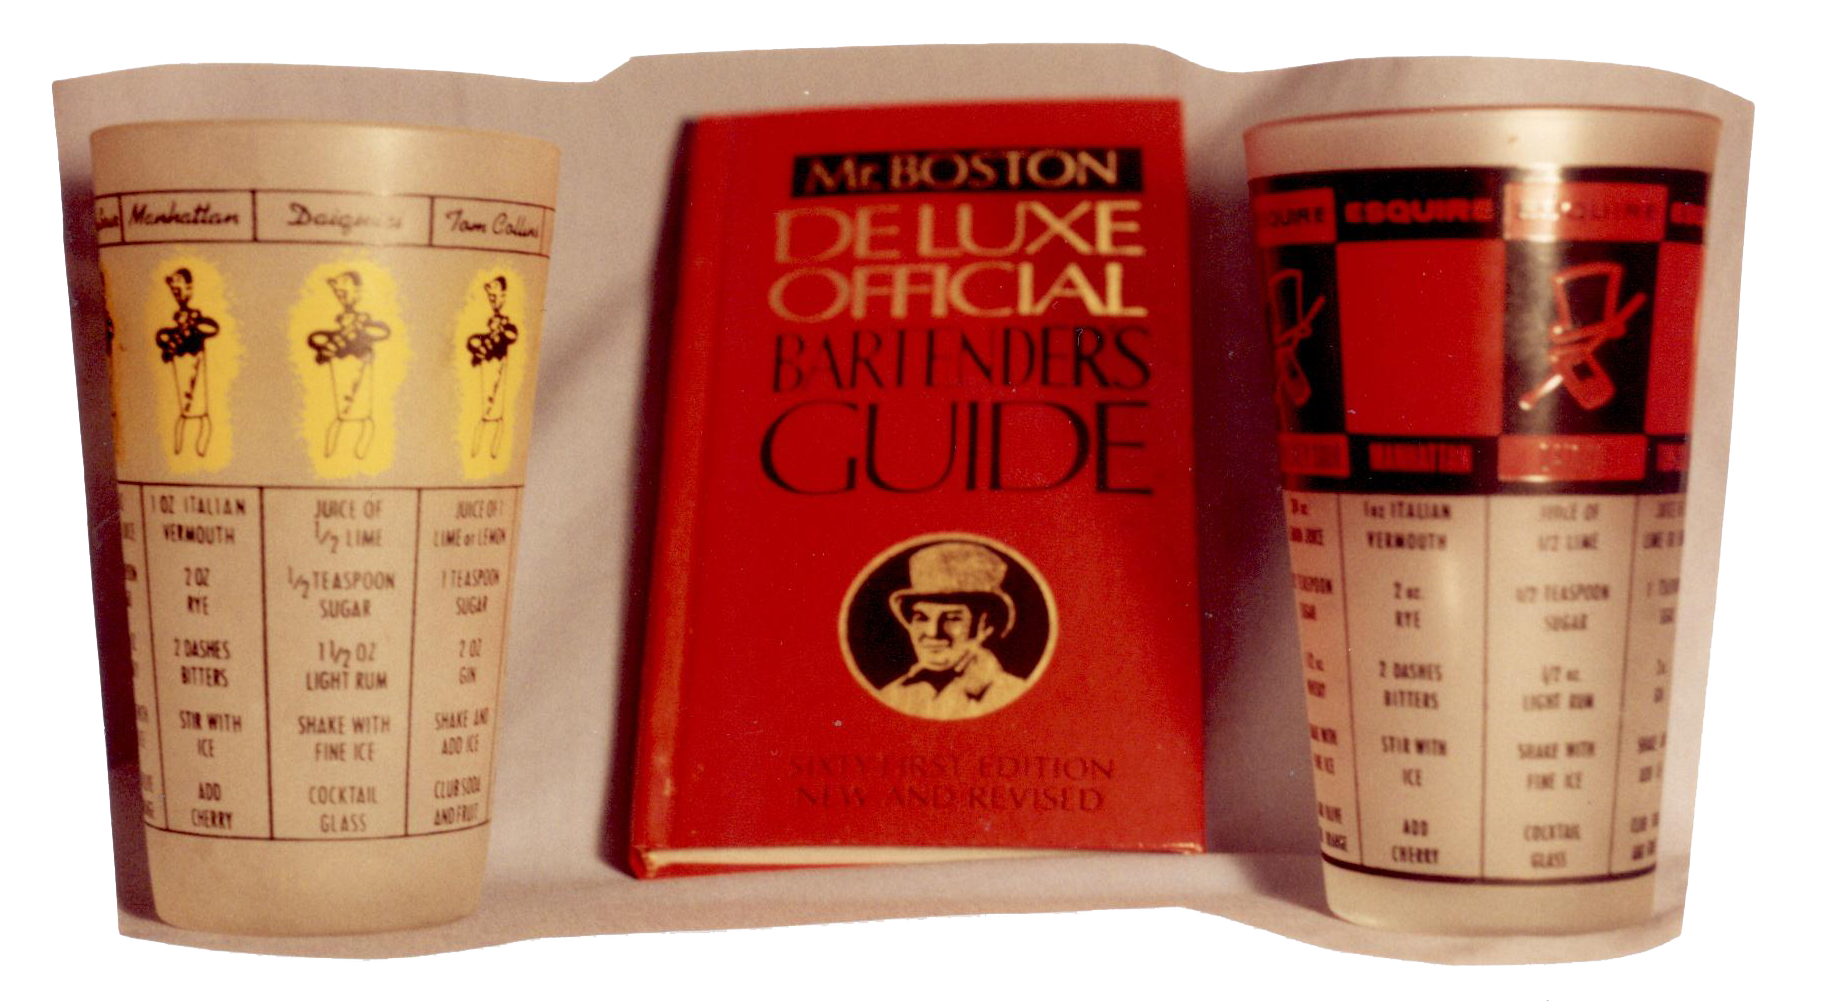 Manhattan
Daiquiri
Tom Collins
1 OZ ITALIAN
VERMOUTH
2 OZ
RYE
2 DASHES
BITTERS
STIR WITH
ICE
ADD
CHERRY
JUICE OF
1/2 LIME
1/2 TEASPOON
SUGAR
1 1/2 OZ
LIGHT RUM
SHAKE WITH
FINE ICE
COCKTAIL
GLASS
JUICE OF 1
LIME or LEMON
1 TEASPOON
SUGAR
2 OZ
GIN
SHAKE AND
ADD ICE
CLUB SODA
AND FRUIT
Mr. BOSTON
DE LUXE
OFFICIAL
BARTENDER'S
GUIDE
SIXTY-FIRST EDITION
NEW AND REVISED
ESQUIRE ESQUIRE
MANHATTAN
1 oz ITALIAN
VERMOUTH
2 oz.
RYE
2 DASHES
BITTERS
STIR WITH
ICE
ADD
CHERRY
JUICE OF
1/2 LIME
1/2 TEASPOON
SUGAR
1/2 oz.
LIGHT RUM
SHAKE WITH
FINE ICE
COCKTAIL
GLASS